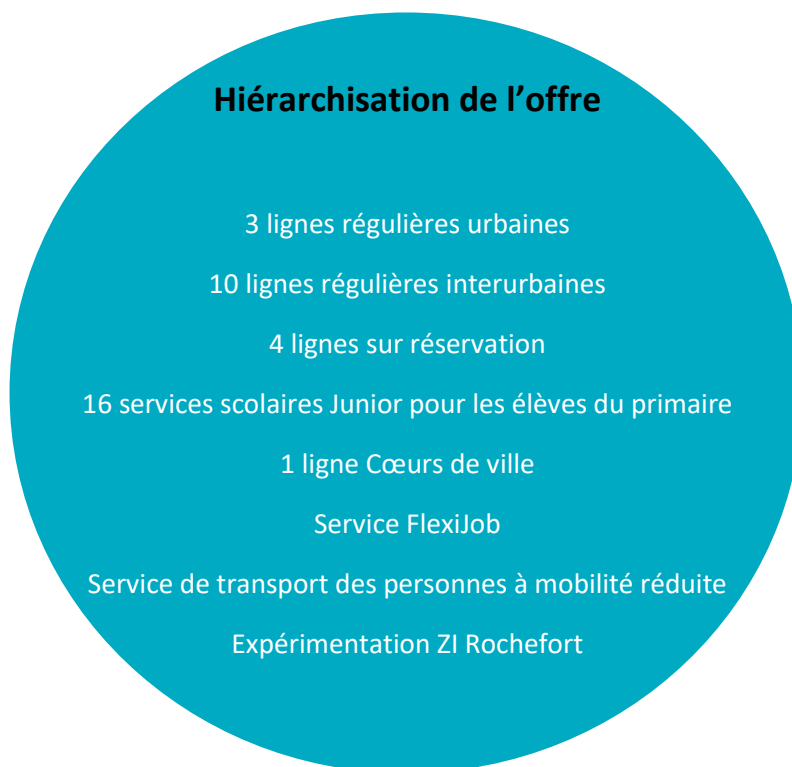 Hiérarchisation de l’offre
3 lignes régulières urbaines
10 lignes régulières interurbaines
4 lignes sur réservation
16 services scolaires Junior pour les élèves du primaire
1 ligne Cœurs de ville
Service FlexiJob
Service de transport des personnes à mobilité réduite
Expérimentation ZI Rochefort